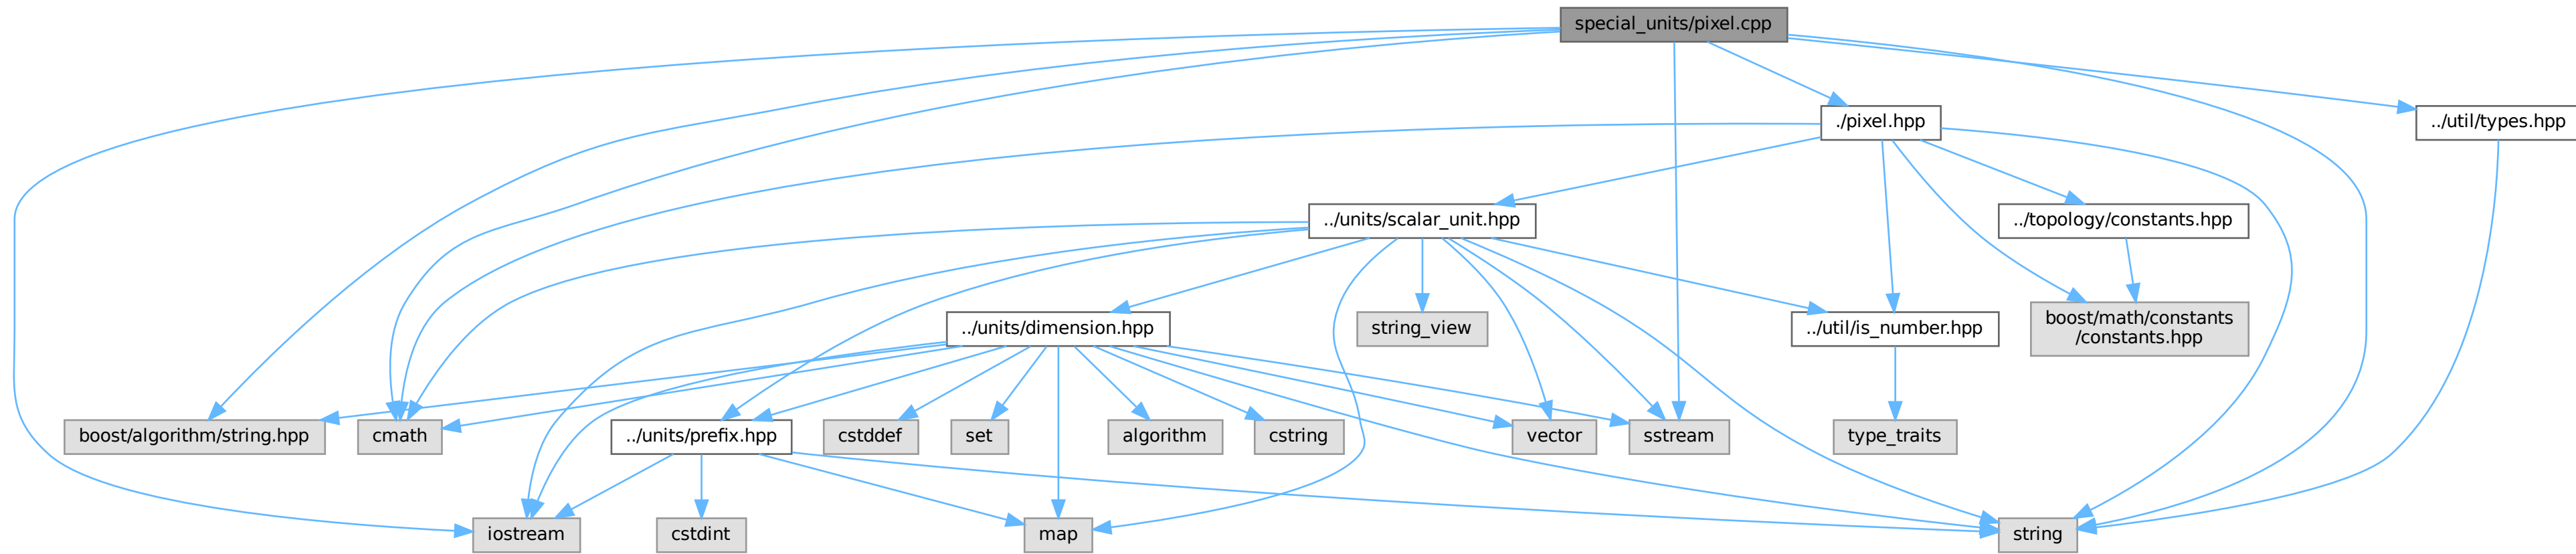 special_units/pixel.cpp
./pixel.hpp
../util/types.hpp
../units/scalar_unit.hpp
../topology/constants.hpp
../units/dimension.hpp
string_view
../util/is_number.hpp
boost/math/constants
/constants.hpp
boost/algorithm/string.hpp
cmath
../units/prefix.hpp
cstddef
set
algorithm
cstring
vector
sstream
type_traits
iostream
cstdint
map
string